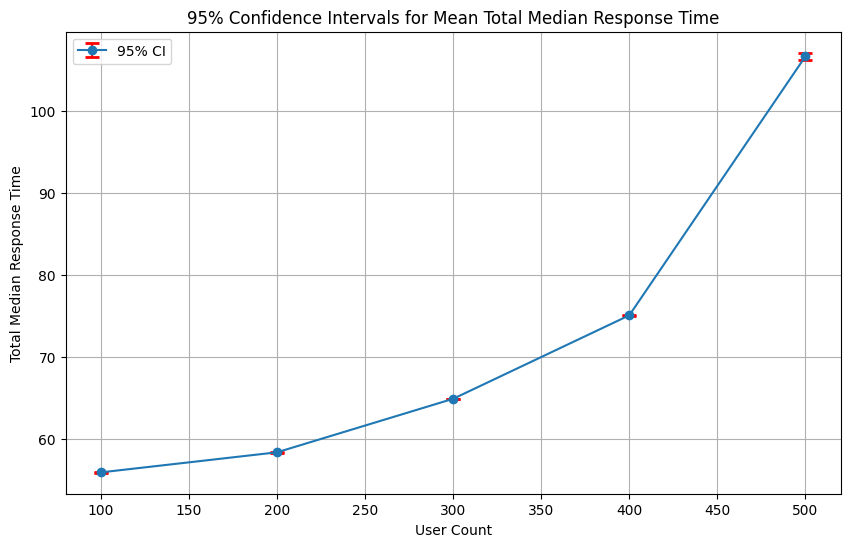 95% Confidence Intervals for Mean Total Median Response Time
95% CI
Total Median Response Time
100
90
80
70
60
100 150 200 250 300 350 400 450 500
User Count